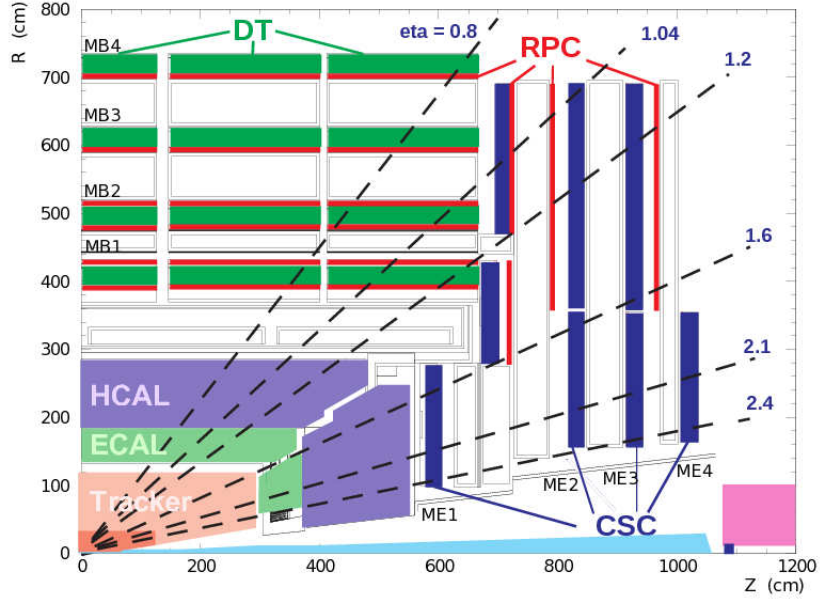 800
R (cm)
MB4
DT
eta = 0.8
RPC
1.04
1.2
700
MB3
600
MB2
500
MB1
1.6
400
300
2.1
HCAL
2.4
200
ECAL
100
Tracker
ME1
ME2
ME3
ME4
CSC
0
0
200
400
600
800
1000
1200
Z (cm)